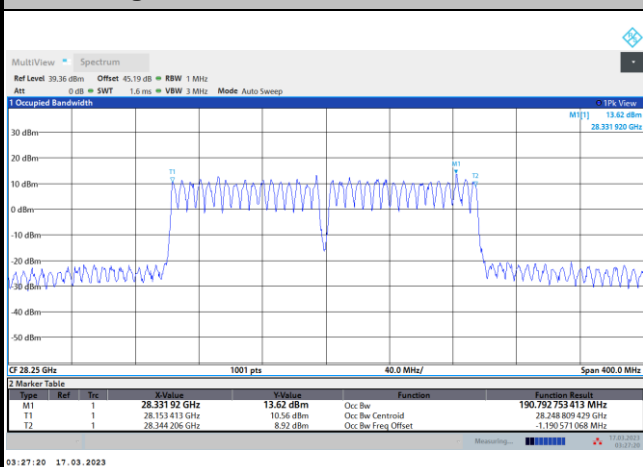 MultiView Spectrum
Ref Level 39.36 dBm Offset 45.19 dB RBW 1 MHz
Att 0 dB SWT 1.6 ms VBW 3 MHz Mode Auto Sweep
1 Occupied Bandwidth 1Pk View
M1[1] 13.62 dBm
28.331 920 GHz
30 dBm
20 dBm
10 dBm
0 dBm
-10 dBm
-20 dBm
-30 dBm
-40 dBm
-50 dBm
T1
M1
T2
CF 28.25 GHz 1001 pts 40.0 MHz/ Span 400.0 MHz
2 Marker Table
Type Ref Trc X-Value Y-Value Function Function Result
M1 1 28.331 92 GHz 13.62 dBm Occ Bw 190.792 753 413 MHz
T1 1 28.153 413 GHz 10.56 dBm Occ Bw Centroid 28.248 809 429 GHz
T2 1 28.344 206 GHz 8.92 dBm Occ Bw Freq Offset -1.190 571 068 MHz
Measuring... 17.03.2023
03:27:20
03:27:20 17.03.2023